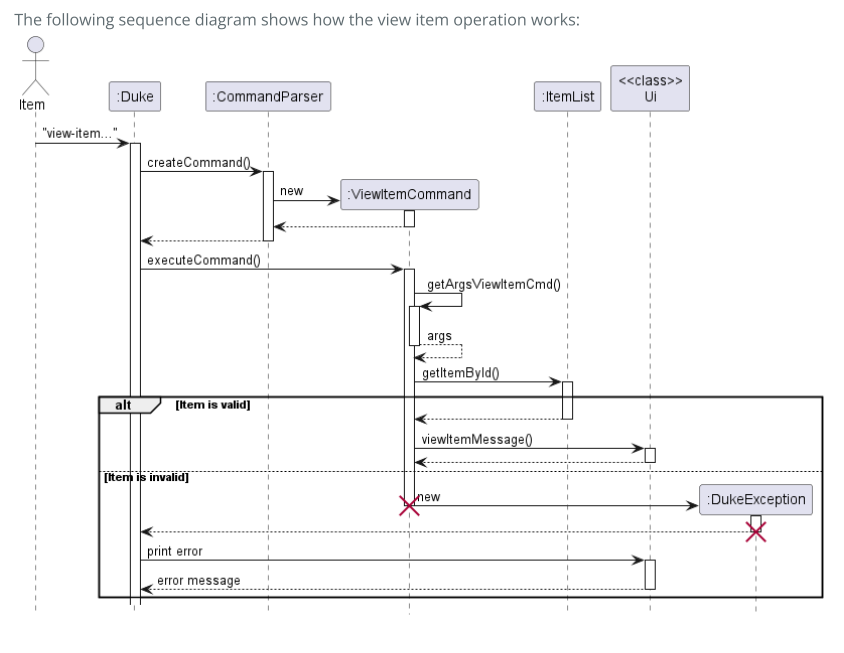 The following sequence diagram shows how the view item operation works:
Item
:Duke
:CommandParser
:ItemList
<<class>>
Ui
"view-item..."
createCommand()
new
:ViewItemCommand
executeCommand()
getArgsViewItemCmd()
args
getItemById()
alt
[Item is valid]
viewItemMessage()
[Item is invalid]
new
:DukeException
print error
error message